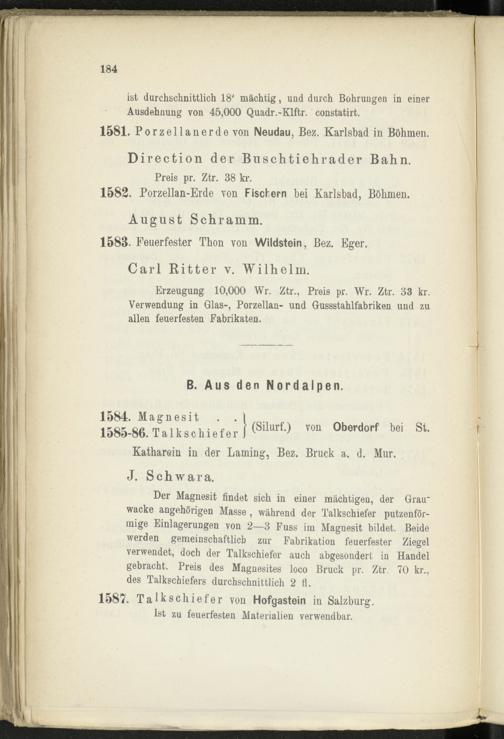 184
ist durchschnittlich 18' mächtig, und durch Bohrungen in einer
Ausdehnung von 45,000 Quadr.-Klftr. constatirt.
1581. Porzellanerde von Neudau, Bez. Karlsbad in Böhmen.
Direction der Buschtiehrader Bahn.
Preis pr. Ztr. 38 kr.
1582. Porzellan-Erde von Fischern bei Karlsbad, Böhmen.
August Schramm.
1583. Feuerfester Thon von Wildstein, Bez. Eger.
Carl Ritter v. Wilhelm.
Erzeugung 10,000 Wr. Ztr., Preis pr. Wr. Ztr. 33 kr.
Verwendung in Glas-, Porzellan- und Gussstahlfabriken und zu
allen feuerfesten Fabrikaten.
B. Aus den Nordalpen.
1584. Magnesit . .
1585-86. Talkschiefer } (Silurf.) von Oberdorf bei St.
Katharein in der Laming, Bez. Bruck a. d. Mur.
J. Schwara.
Der Magnesit findet sich in einer mächtigen, der Grau-
wacke angehörigen Masse, während der Talkschiefer putzenför-
mige Einlagerungen von 2—3 Fuss im Magnesit bildet. Beide
werden gemeinschaftlich zur Fabrikation feuerfester Ziegel
verwendet, doch der Talkschiefer auch abgesondert in Handel
gebracht. Preis des Magnesites loco Bruck pr. Ztr. 70 kr.,
des Talkschiefers durchschnittlich 2 fl.
1587. Talkschiefer von Hofgastein in Salzburg.
Ist zu feuerfesten Materialien verwendbar.